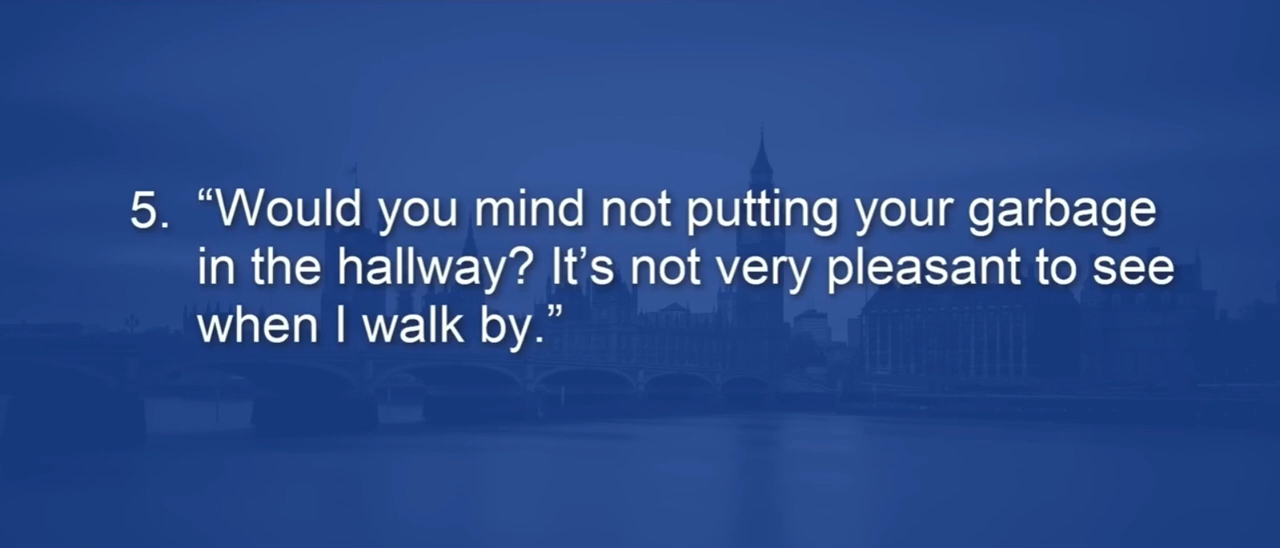 5. “Would you mind not putting your garbage
in the hallway? It’s not very pleasant to see
when I walk by.”